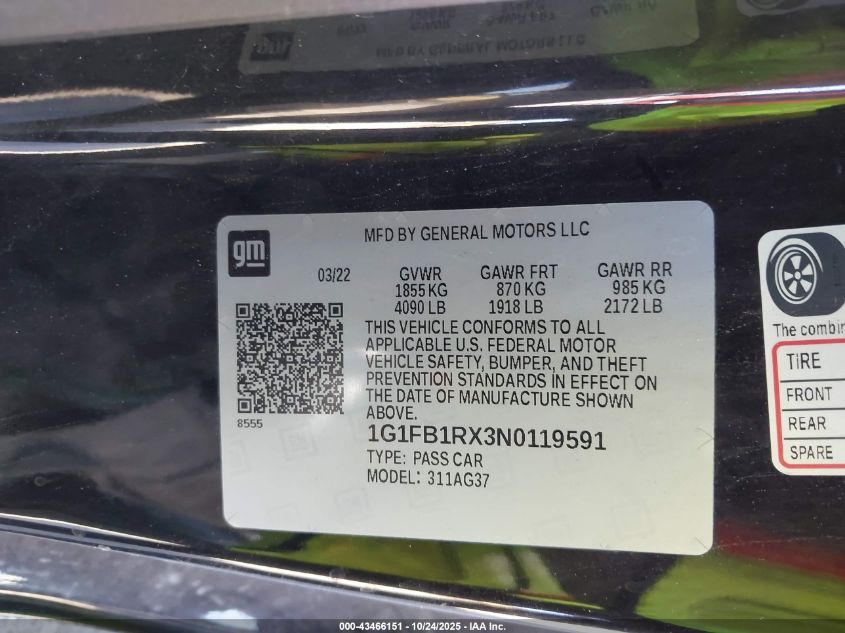 MFD BY GENERAL MOTORS LLC
gm
03/22 GVWR GAWR FRT GAWR RR
1855 KG 870 KG 985 KG
4090 LB 1918 LB 2172 LB
THIS VEHICLE CONFORMS TO ALL
APPLICABLE U.S. FEDERAL MOTOR
VEHICLE SAFETY, BUMPER, AND THEFT
PREVENTION STANDARDS IN EFFECT ON
THE DATE OF MANUFACTURE SHOWN
ABOVE.
8555
1G1FB1RX3N0119591
TYPE: PASS CAR
MODEL: 311AG37
The combin
TIRE
FRONT
REAR
SPARE
000-43466151 - 10/24/2025 - IAA Inc.